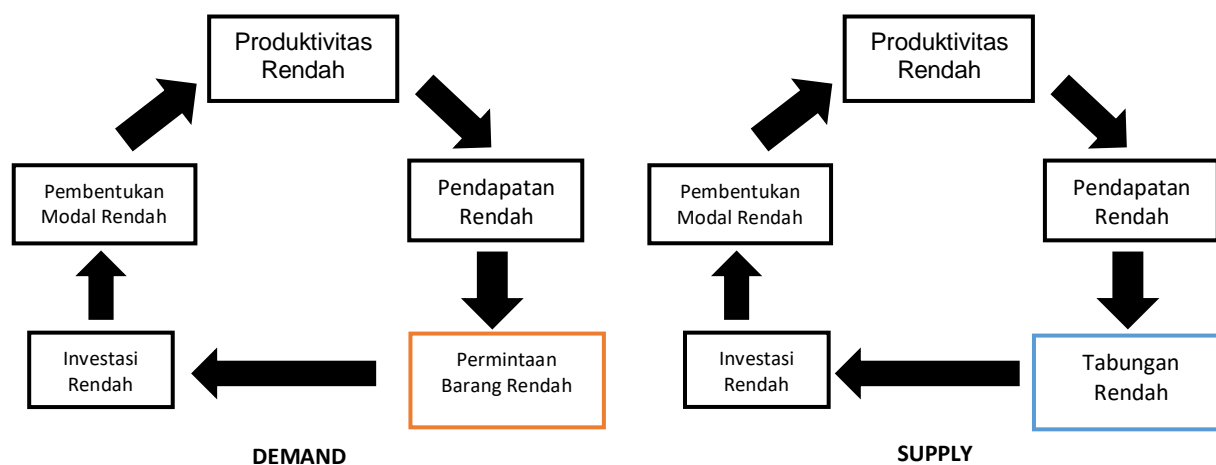 Produktivitas
Rendah
Pembentukan
Modal Rendah
Pendapatan
Rendah
Investasi
Rendah
Permintaan
Barang Rendah
DEMAND
Produktivitas
Rendah
Pembentukan
Modal Rendah
Pendapatan
Rendah
Investasi
Rendah
Tabungan
Rendah
SUPPLY